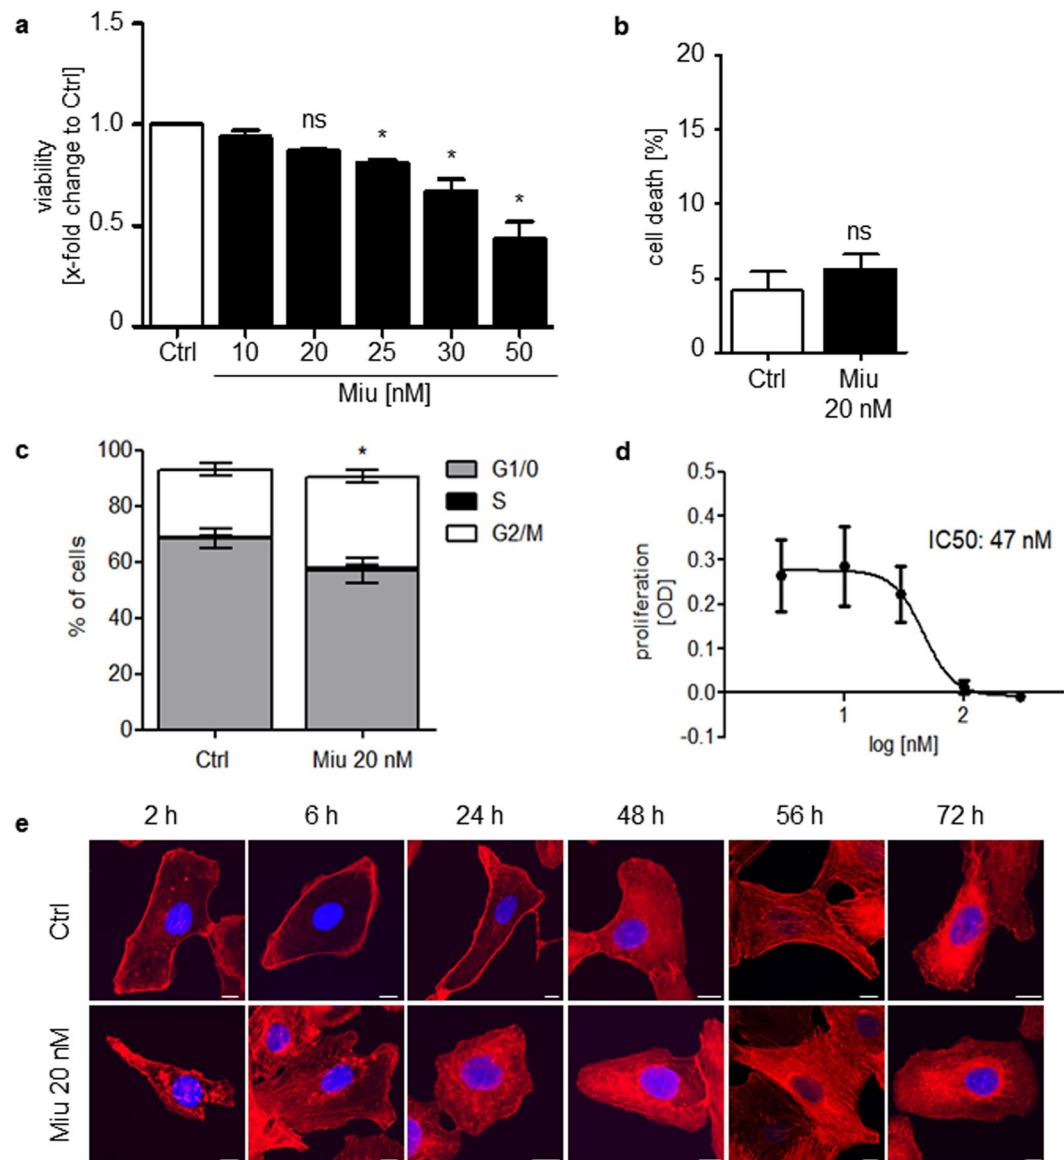 a
viability
[x-fold change to Ctrl]
1.5
1.0
0.5
0
ns
*
*
*
Ctrl
10
20
25
30
50
Miu [nM]
b
cell death [%]
20
15
10
5
0
ns
Ctrl
Miu
20 nM
c
% of cells
100
80
60
40
20
0
*
Ctrl
Miu 20 nM
G1/0
S
G2/M
d
proliferation
[OD]
0.5
0.4
0.3
0.2
0.1
0.0
-0.1
IC50: 47 nM
1
2
log [nM]
e
2 h
6 h
24 h
48 h
56 h
72 h
Ctrl
Miu 20 nM